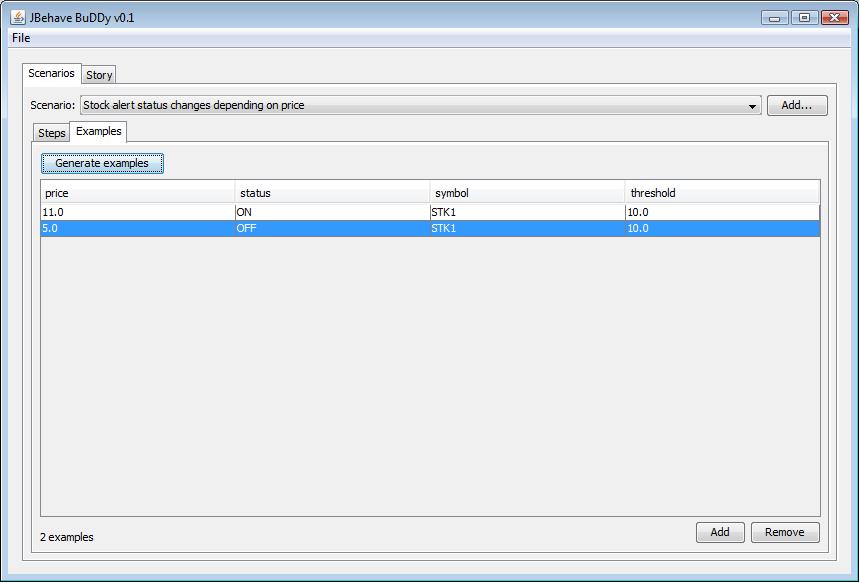 JBehave BuDDy v0.1
File
Scenarios Story
Scenario: Stock alert status changes depending on price Add...
Steps Examples
Generate examples
price status symbol threshold
11.0 ON STK1 10.0
5.0 OFF STK1 10.0
2 examples Add Remove